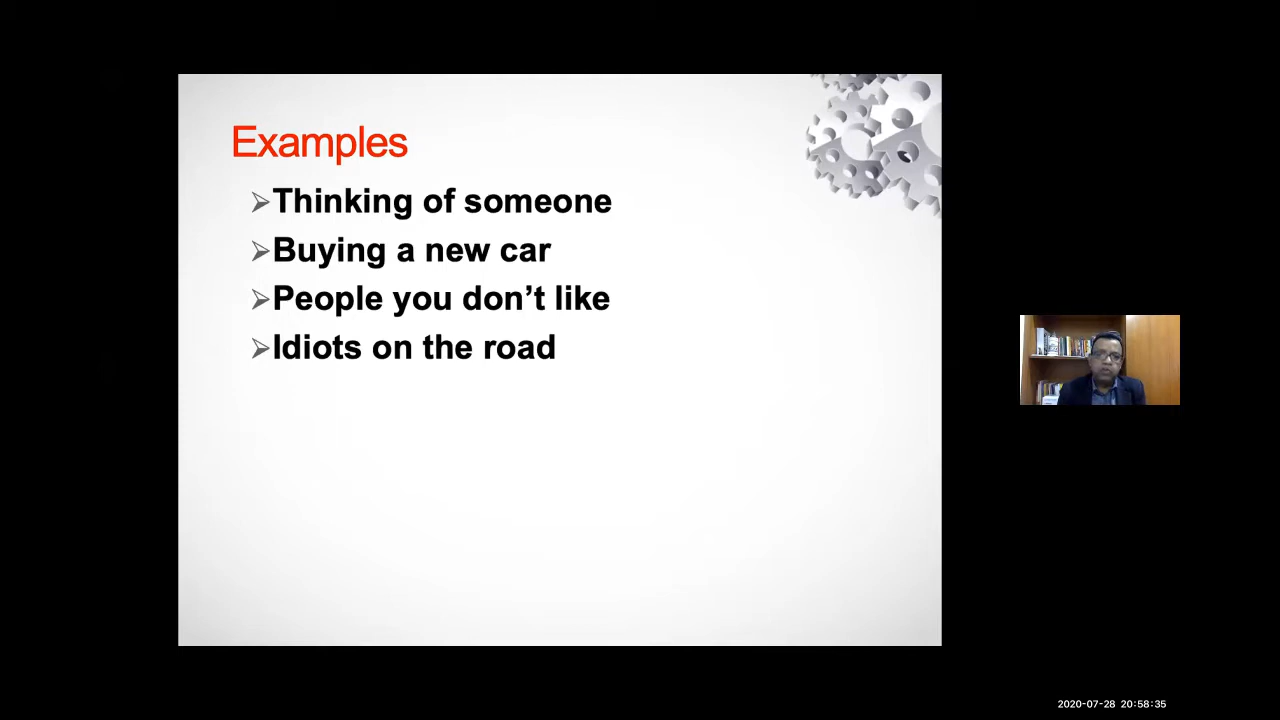 Examples
➢Thinking of someone
➢Buying a new car
➢People you don’t like
➢Idiots on the road
2020-07-28 20:58:35